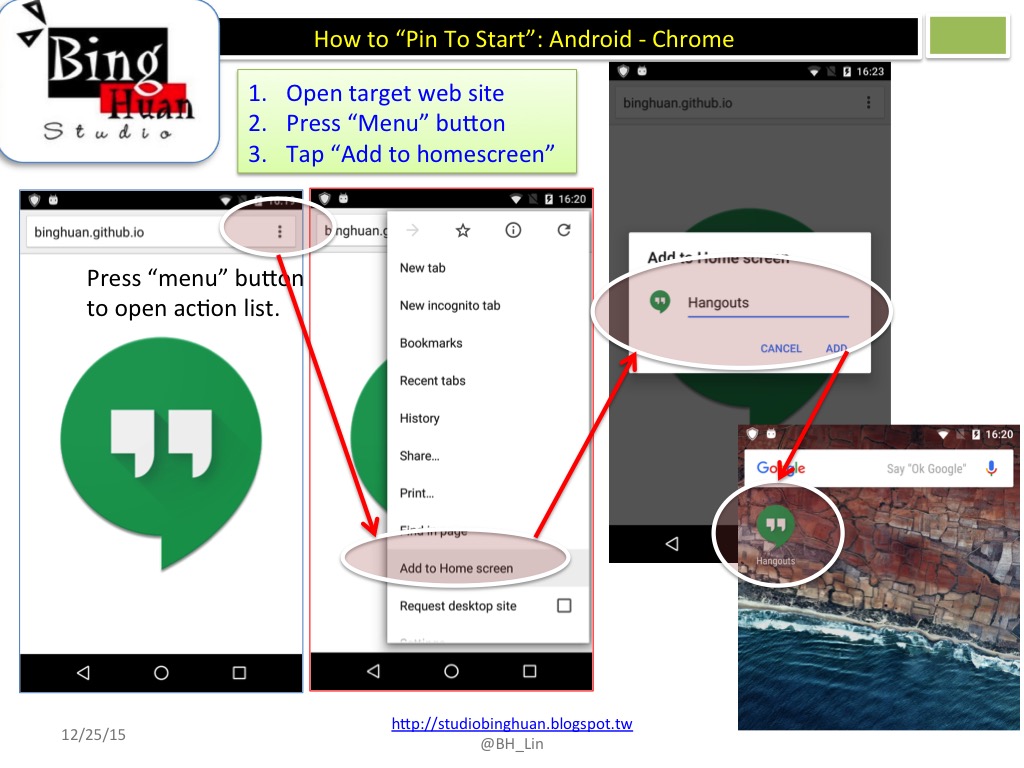 Bing
Huan
Studio
How to “Pin To Start”: Android - Chrome
1. Open target web site
2. Press “Menu” button
3. Tap “Add to homescreen”
16:19
binghuan.github.io
Press “menu” button
to open action list.
16:20
binghuan.g
New tab
New incognito tab
Bookmarks
Recent tabs
History
Share...
Print...
Find in page
Add to Home screen
Request desktop site
Settings
16:23
binghuan.github.io
Add to Home screen
Hangouts
CANCEL ADD
16:20
Google Say "Ok Google"
Hangouts
12/25/15
http://studiobinghuan.blogspot.tw
@BH_Lin